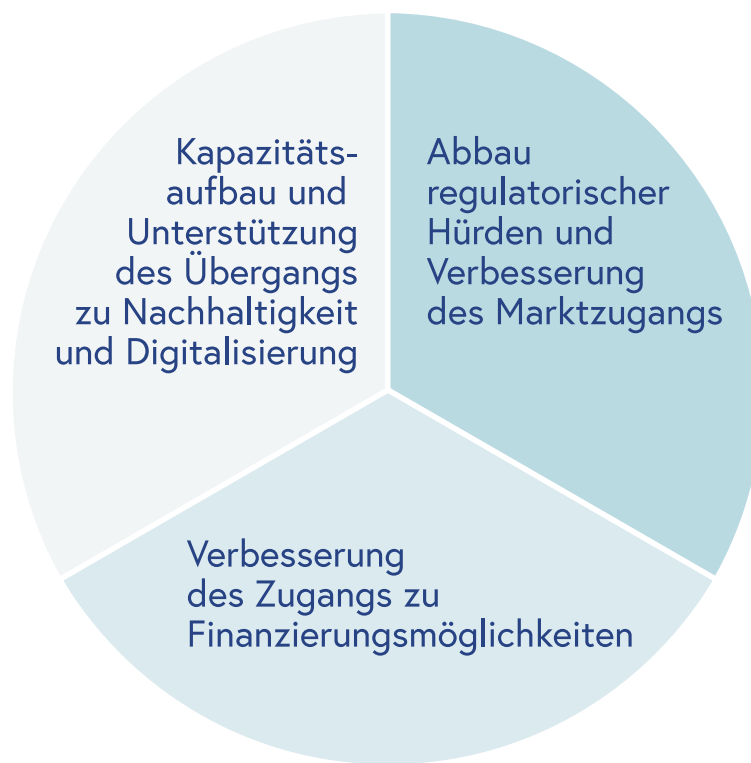 Kapazitäts-
aufbau und
Unterstützung
des Übergangs
zu Nachhaltigkeit
und Digitalisierung
Abbau
regulatorischer
Hürden und
Verbesserung
des Marktzugangs
Verbesserung
des Zugangs zu
Finanzierungsmöglichkeiten